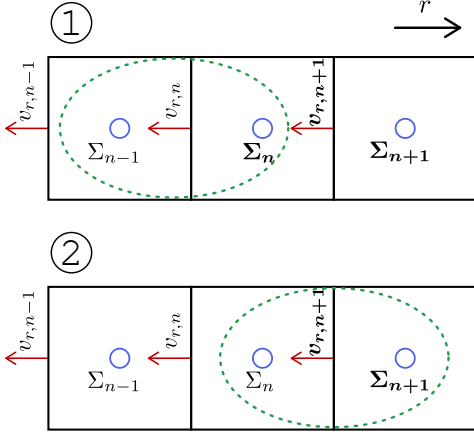 ① r
v_{r,n−1} v_{r,n} v_{r,n+1}
Σ_{n−1} Σ_n Σ_{n+1}
②
v_{r,n−1} v_{r,n} v_{r,n+1}
Σ_{n−1} Σ_n Σ_{n+1}